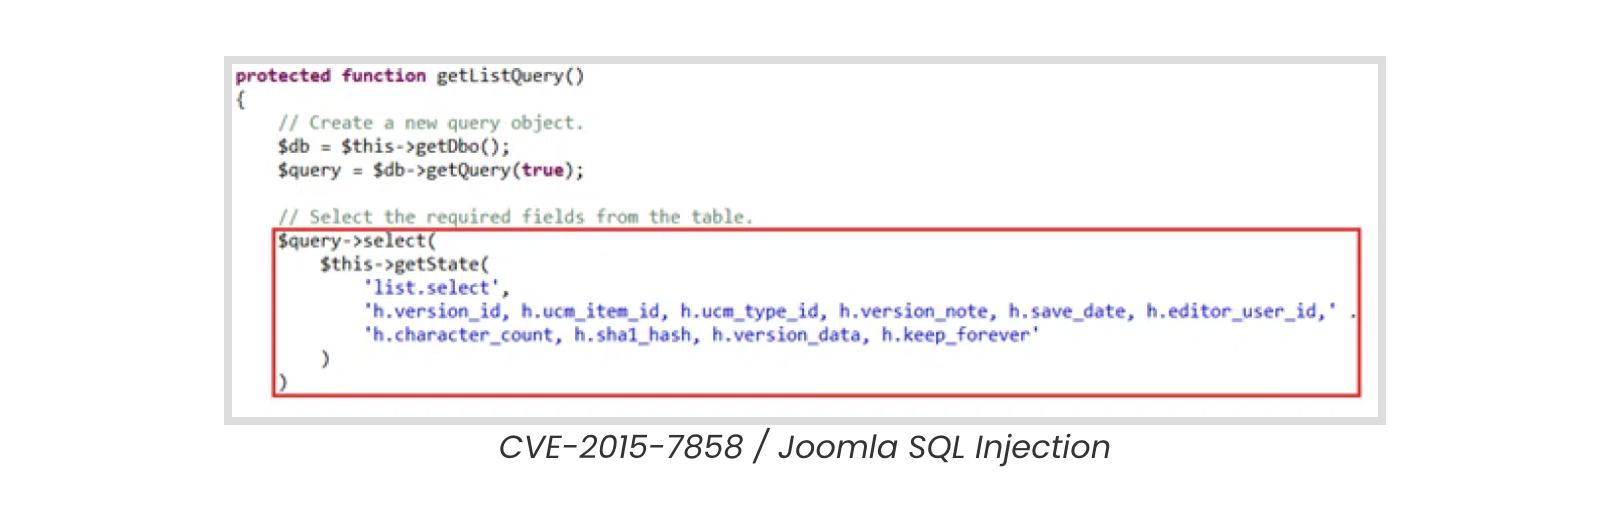 protected function getListQuery()
{
// Create a new query object.
$db = $this->getDbo();
$query = $db->getQuery(true);
// Select the required fields from the table.
$query->select(
$this->getState(
'list.select',
'h.version_id, h.ucm_item_id, h.ucm_type_id, h.version_note, h.save_date, h.editor_user_id,' .
'h.character_count, h.sha1_hash, h.version_data, h.keep_forever'
)
)
CVE-2015-7858 / Joomla SQL Injection